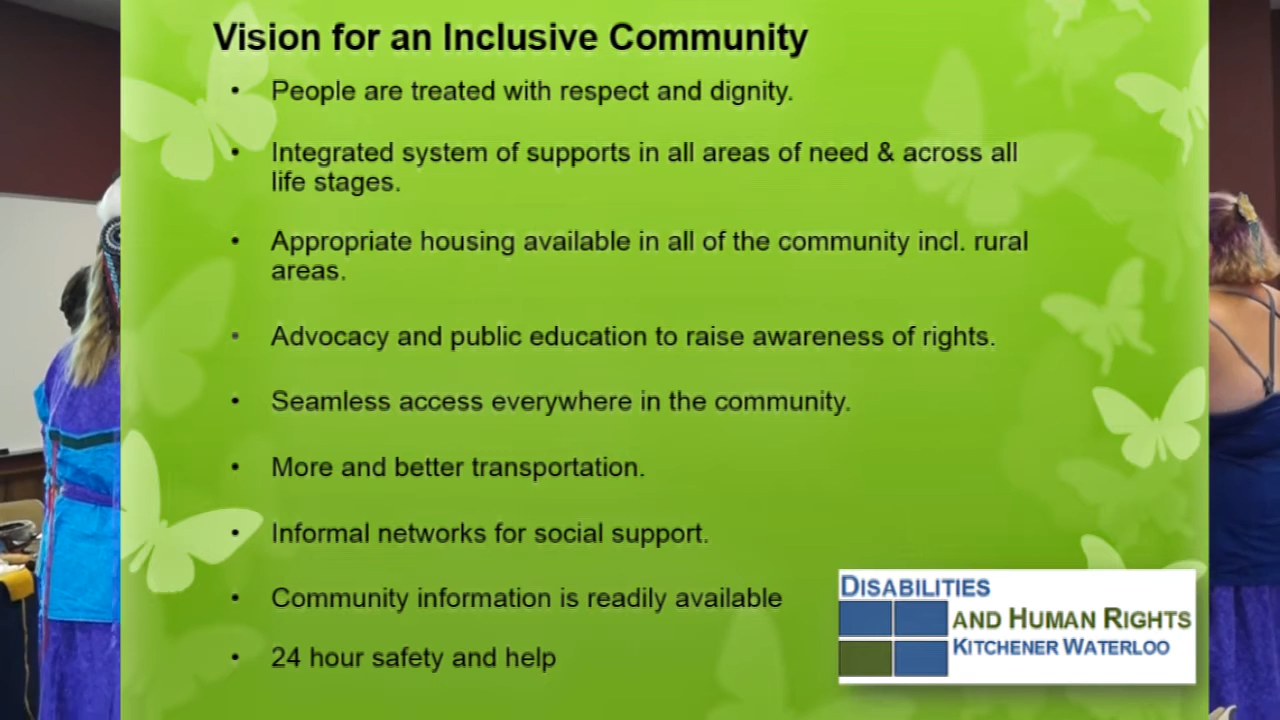 Vision for an Inclusive Community
• People are treated with respect and dignity.
• Integrated system of supports in all areas of need & across all
life stages.
• Appropriate housing available in all of the community incl. rural
areas.
• Advocacy and public education to raise awareness of rights.
• Seamless access everywhere in the community.
• More and better transportation.
• Informal networks for social support.
• Community information is readily available
• 24 hour safety and help
DISABILITIES
AND HUMAN RIGHTS
KITCHENER WATERLOO